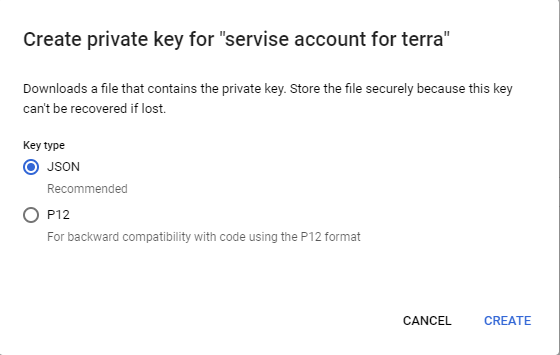 Create private key for "servise account for terra"
Downloads a file that contains the private key. Store the file securely because this key
can't be recovered if lost.
Key type
JSON
Recommended
P12
For backward compatibility with code using the P12 format
CANCEL CREATE